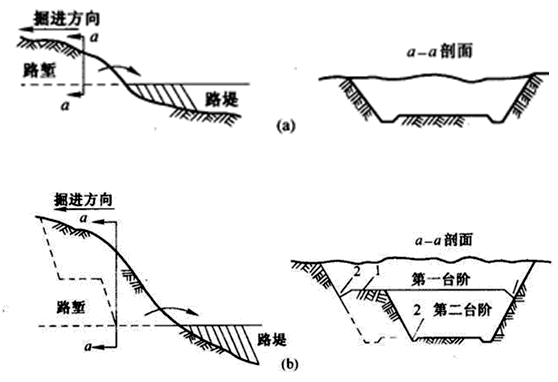 掘进方向
a
a-a 剖面
路堑
a
路堤
(a)
掘进方向
a
a-a 剖面
2 1 第一台阶
1
路堑
2 第二台阶
a
路堤
(b)